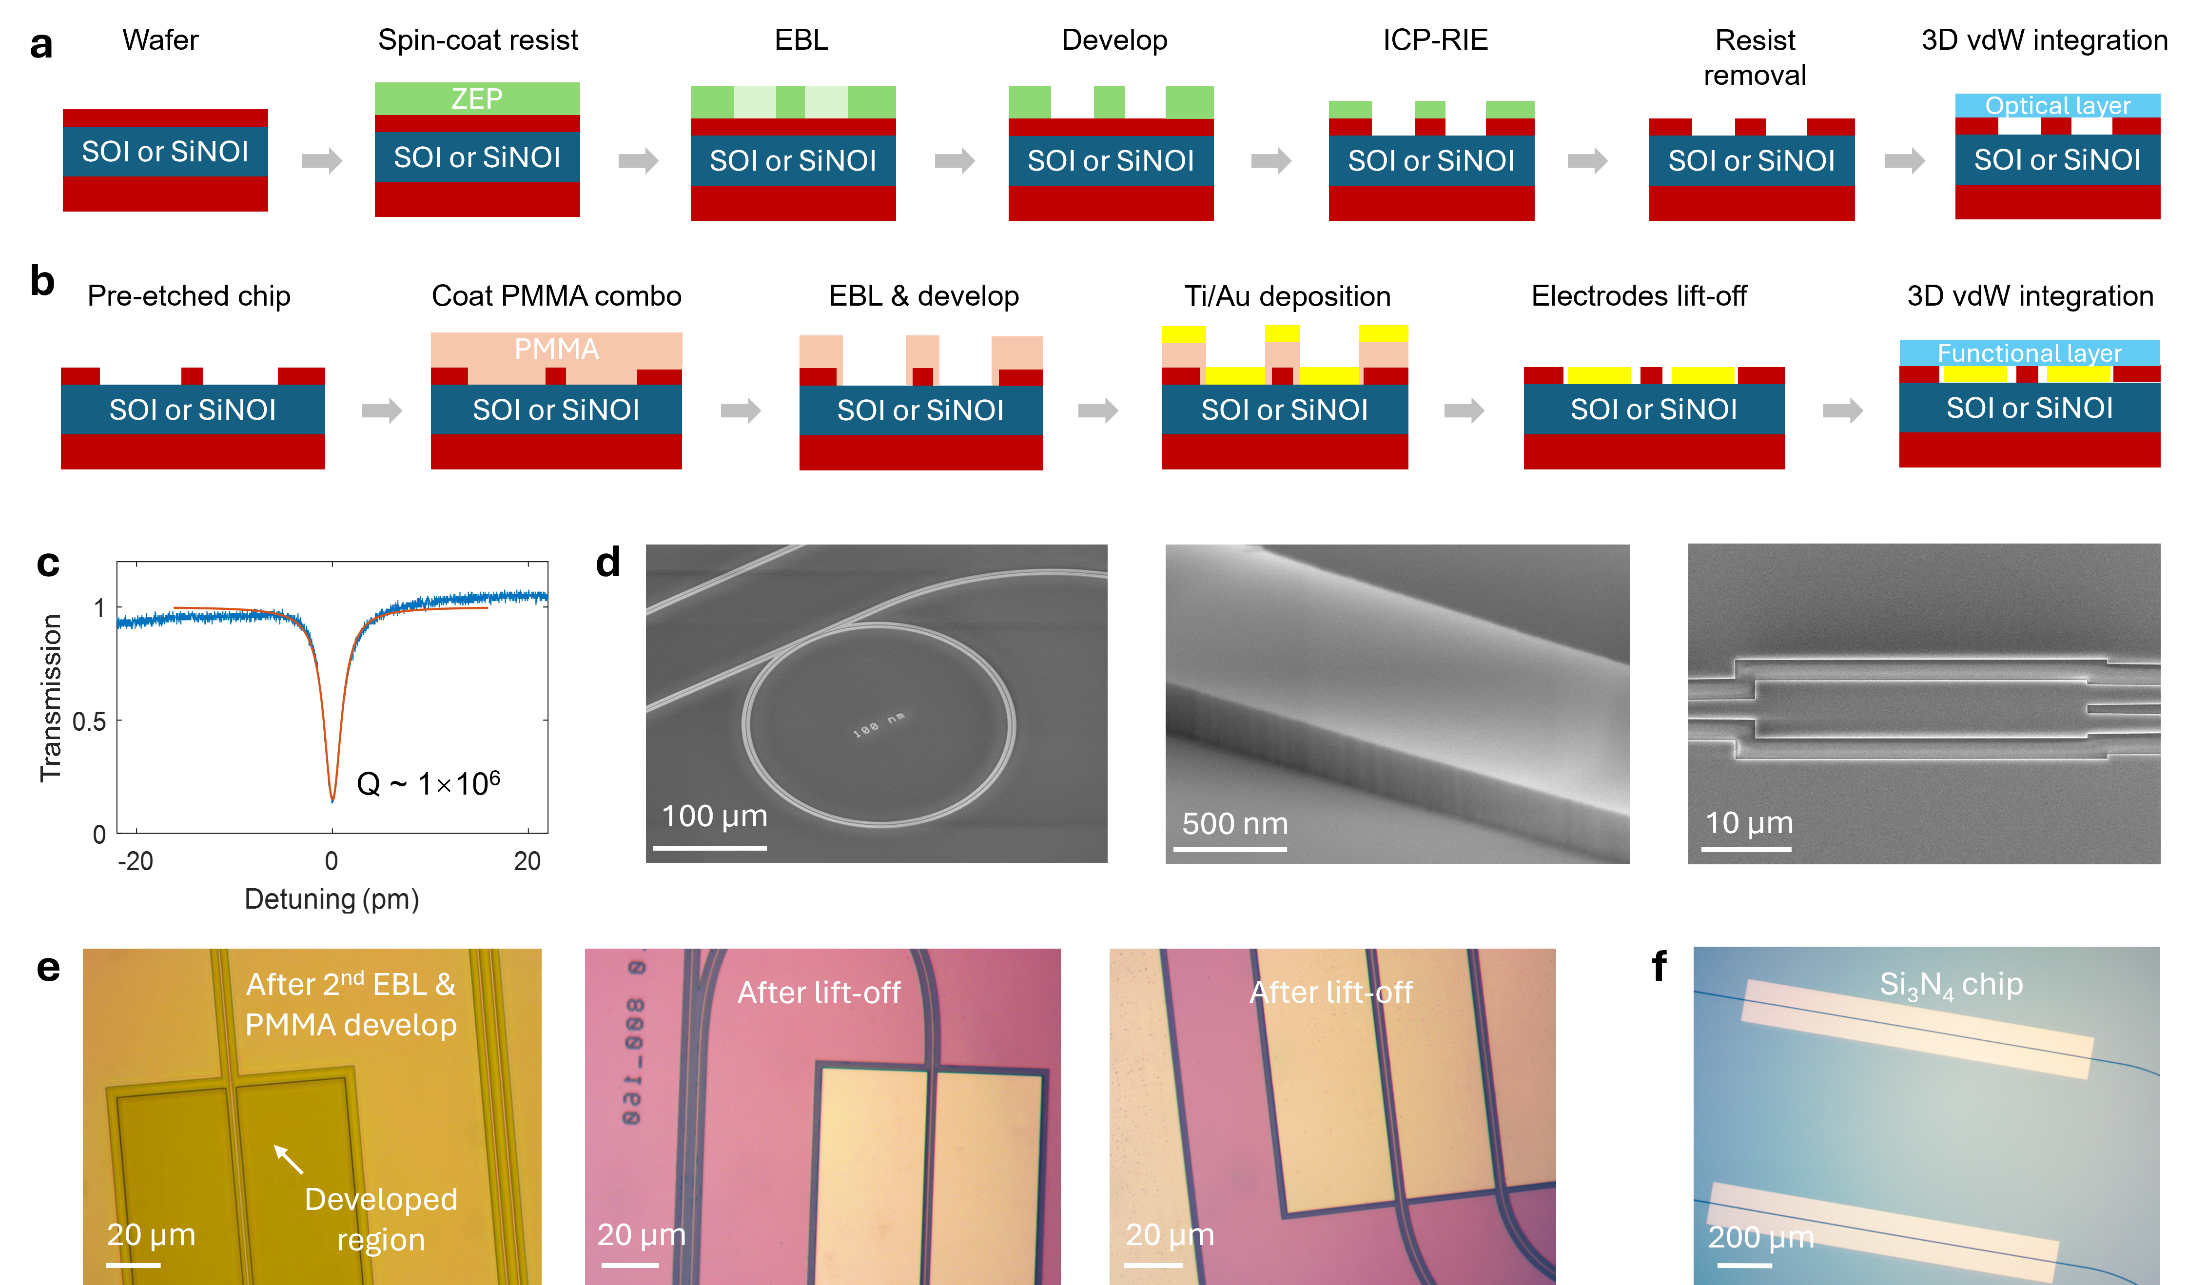 a
Wafer
Spin-coat resist
EBL
Develop
ICP-RIE
Resist
removal
3D vdW integration
ZEP
Optical layer
SOI or SiNOI
SOI or SiNOI
SOI or SiNOI
SOI or SiNOI
SOI or SiNOI
SOI or SiNOI
SOI or SiNOI
b
Pre-etched chip
Coat PMMA combo
EBL & develop
Ti/Au deposition
Electrodes lift-off
3D vdW integration
PMMA
Functional layer
SOI or SiNOI
SOI or SiNOI
SOI or SiNOI
SOI or SiNOI
SOI or SiNOI
SOI or SiNOI
c
Transmission
1
0.5
0
-20
0
20
Detuning (pm)
Q ~ 1×10⁶
d
100 nm
100 µm
500 nm
10 µm
e
After 2nd EBL &
PMMA develop
Developed
region
20 µm
After lift-off
20 µm
After lift-off
20 µm
f
Si₃N₄ chip
200 µm